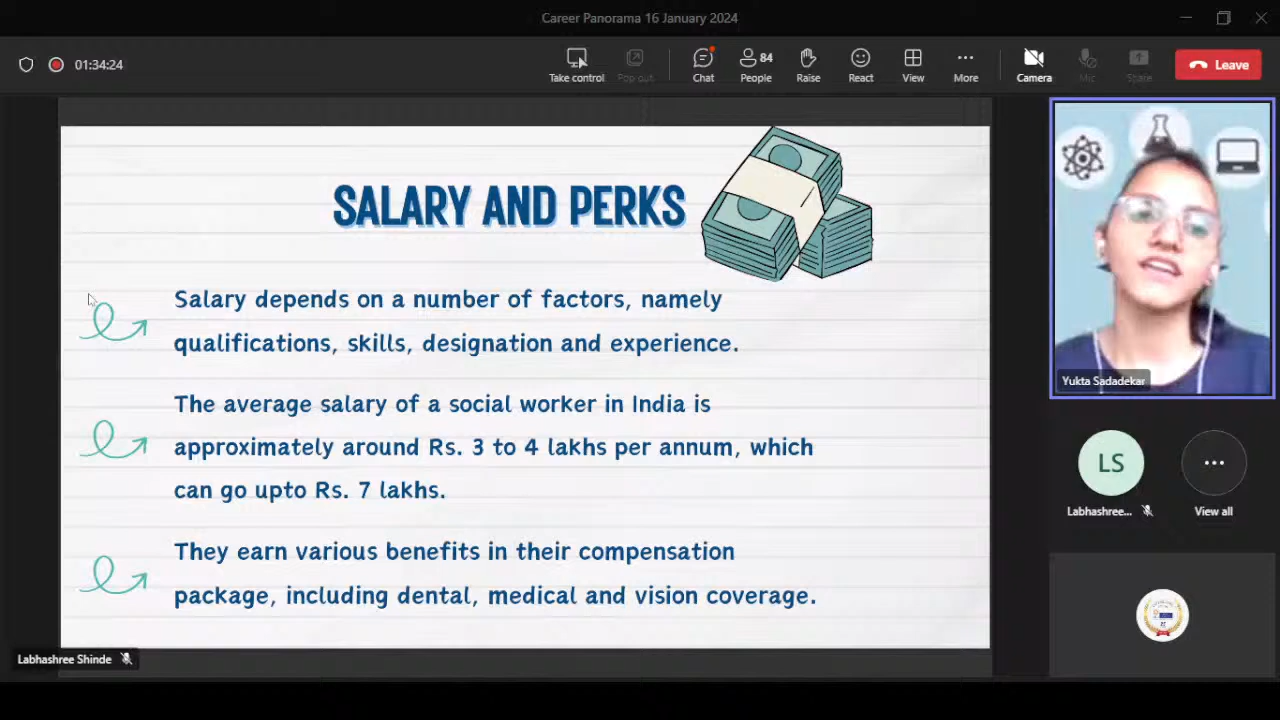 Career Panorama 16 January 2024
01:34:24
Take control
Pop out
Chat
84
People
Raise
React
View
More
Camera
Mic
Share
Leave
SALARY AND PERKS
Salary depends on a number of factors, namely
qualifications, skills, designation and experience.
The average salary of a social worker in India is
approximately around Rs. 3 to 4 lakhs per annum, which
can go upto Rs. 7 lakhs.
They earn various benefits in their compensation
package, including dental, medical and vision coverage.
Labhashree Shinde
Yukta Sadadekar
LS
Labhashree...
View all